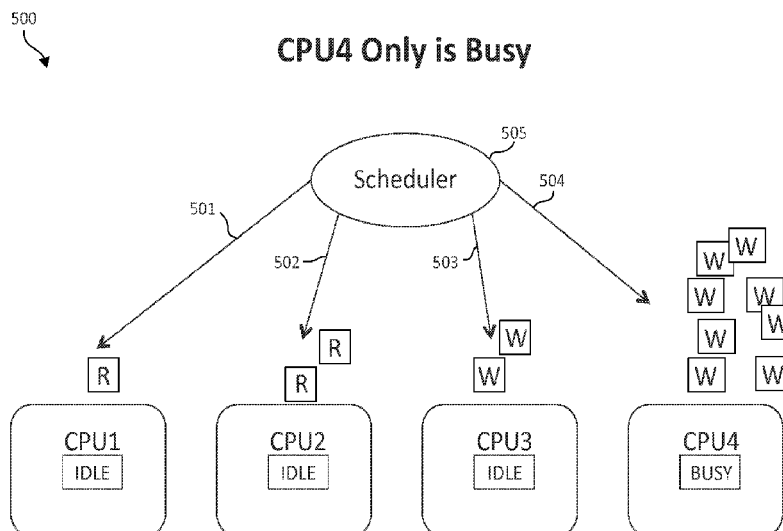 500
CPU4 Only is Busy
505
Scheduler
504
501
502
503
W
W
W
W
R
W
W
W
R
W
R
W
W
W
CPU1
CPU2
CPU3
CPU4
IDLE
IDLE
IDLE
BUSY